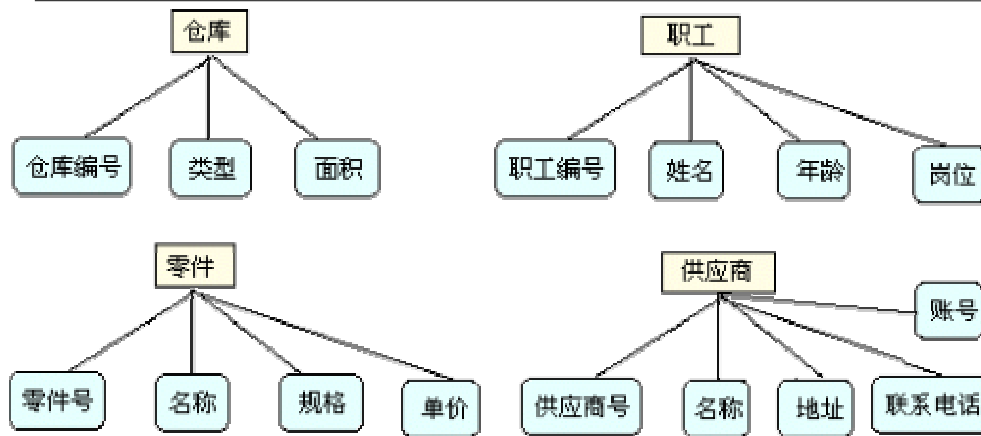 仓库
职工
仓库编号 类型 面积
职工编号 姓名 年龄 岗位
零件
供应商
账号
零件号 名称 规格 单价
供应商号 名称 地址 联系电话